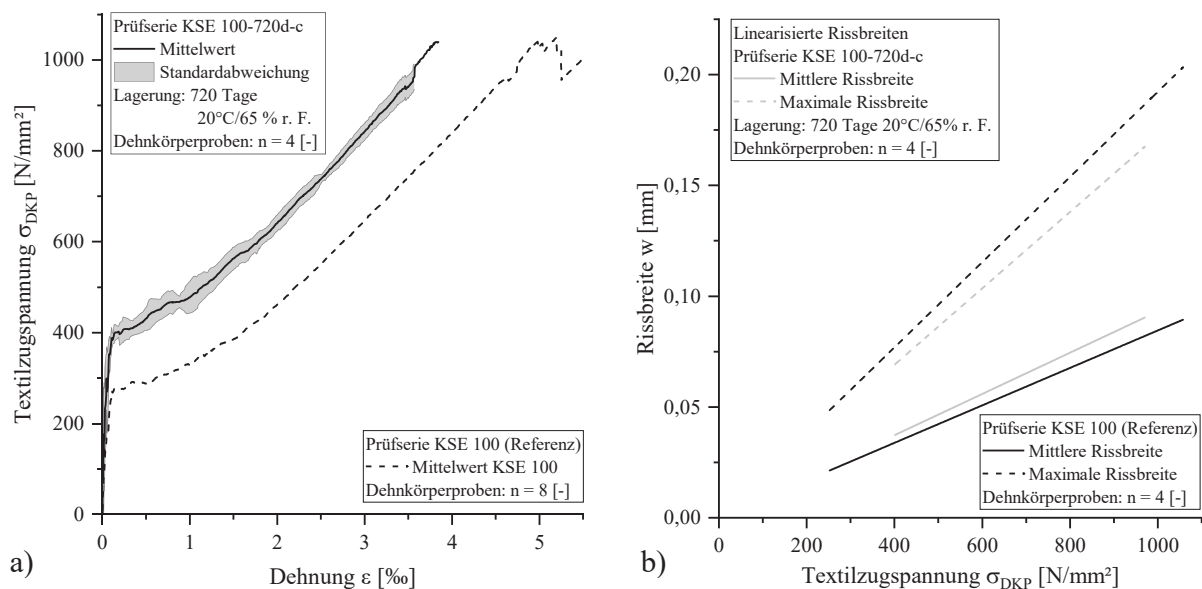 Prüfserie KSE 100-720d-c
Mittelwert
Standardabweichung
Lagerung: 720 Tage
20°C/65 % r. F.
Dehnkörperproben: n = 4 [-]
Prüfserie KSE 100 (Referenz)
Mittelwert KSE 100
Dehnkörperproben: n = 8 [-]
Textilzugspannung σDKP [N/mm²]
1000
800
600
400
200
0
0
1
2
3
4
5
Dehnung ε [‰]
a)
Linearisierte Rissbreiten
Prüfserie KSE 100-720d-c
Mittlere Rissbreite
Maximale Rissbreite
Lagerung: 720 Tage 20°C/65% r. F.
Dehnkörperproben: n = 4 [-]
Prüfserie KSE 100 (Referenz)
Mittlere Rissbreite
Maximale Rissbreite
Dehnkörperproben: n = 4 [-]
Rissbreite w [mm]
0,20
0,15
0,10
0,05
0,00
0
200
400
600
800
1000
Textilzugspannung σDKP [N/mm²]
b)